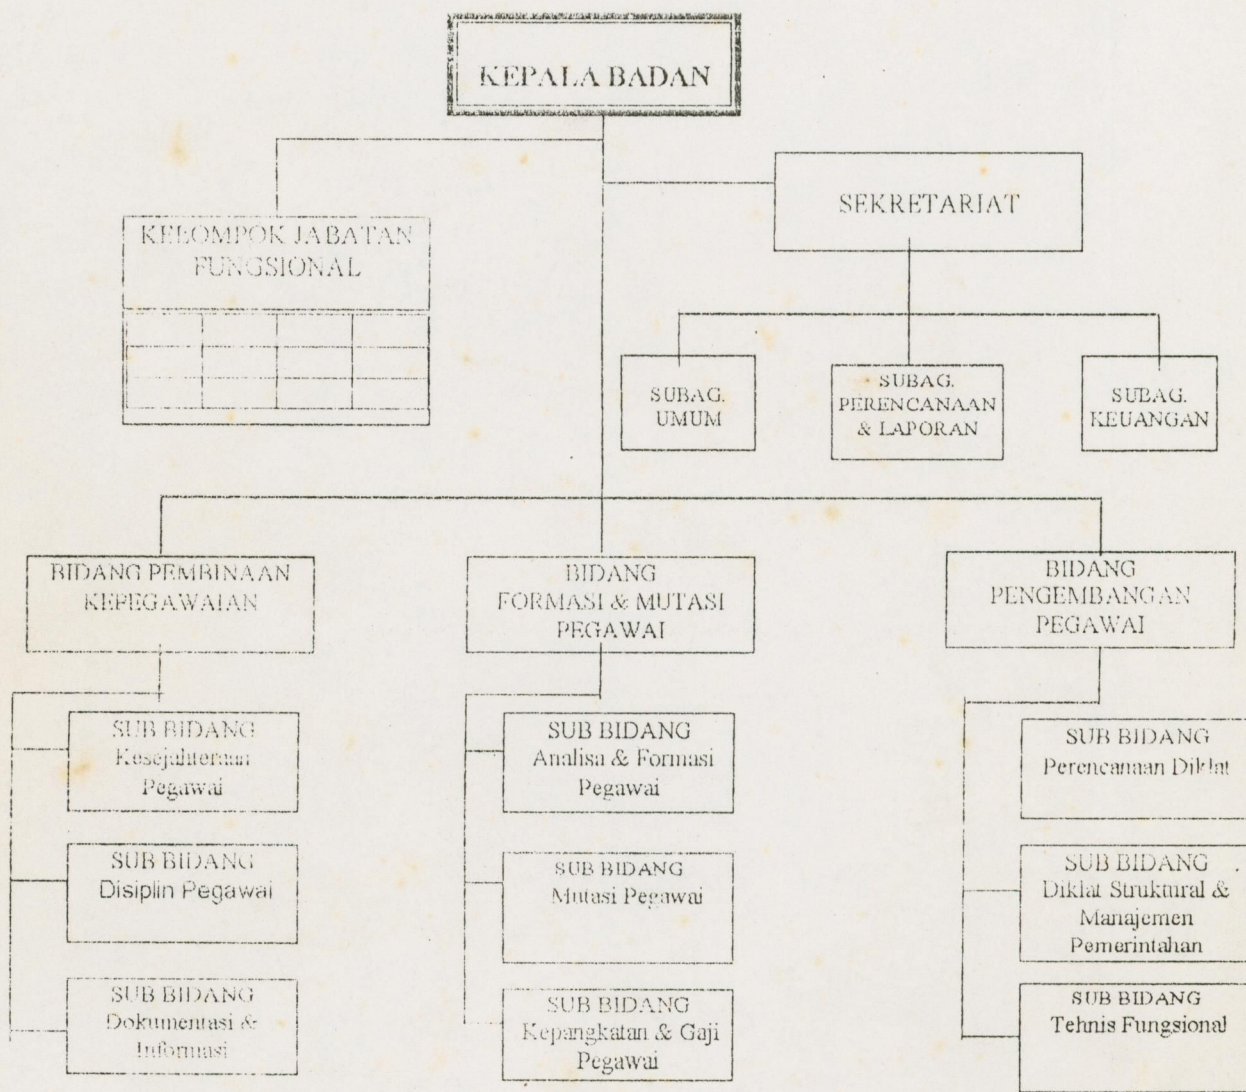 KEPALA BADAN
SEKRETARIAT
KELOMPOK JABATAN
FUNGSIONAL
SUBAG.
UMUM
SUBAG.
PERENCANAAN
& LAPORAN
SUBAG.
KEUANGAN
BIDANG PEMBINAAN
KEPEGAWAIAN
BIDANG
FORMASI & MUTASI
PEGAWAI
BIDANG
PENGEMBANGAN
PEGAWAI
SUB BIDANG
Kesejahteraan
Pegawai
SUB BIDANG
Disiplin Pegawai
SUB BIDANG
Dokumentasi &
Informasi
SUB BIDANG
Analisa & Formasi
Pegawai
SUB BIDANG
Mutasi Pegawai
SUB BIDANG
Kepangkatan & Gaji
Pegawai
SUB BIDANG
Perencanaan Diklat
SUB BIDANG
Diklat Struktural &
Manajemen
Pemerintahan
SUB BIDANG
Tehnis Fungsional